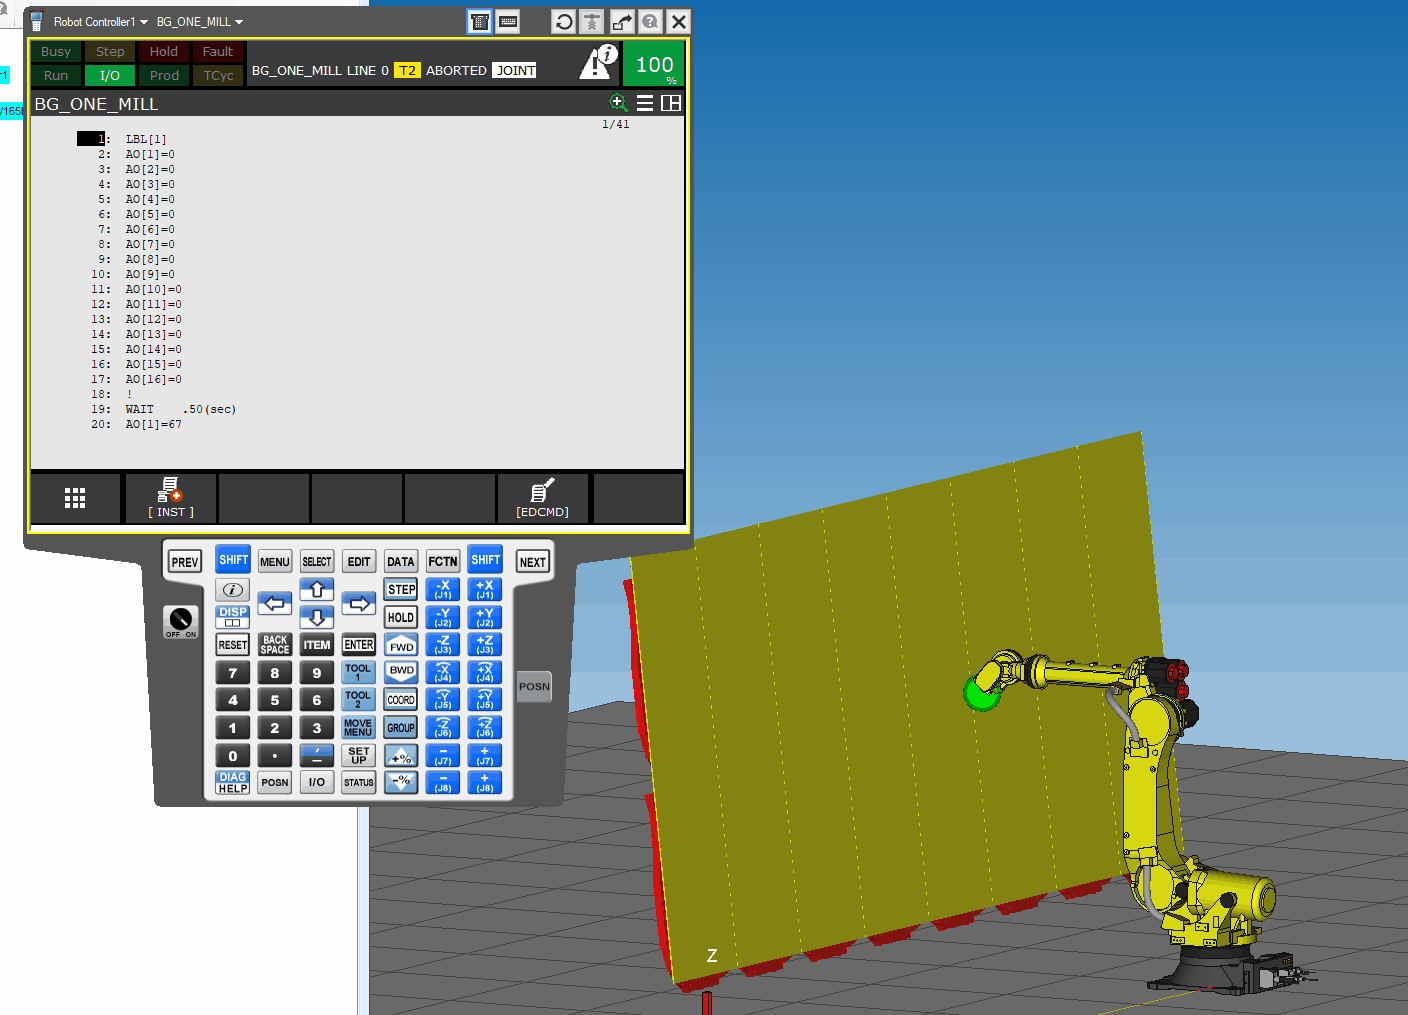 Robot Controller1 BG_ONE_MILL
r1
/165F
Busy Step Hold Fault
Run I/O Prod TCyc
BG_ONE_MILL LINE 0 T2 ABORTED JOINT
100
%
BG_ONE_MILL
1/41
1: LBL[1]
2: AO[1]=0
3: AO[2]=0
4: AO[3]=0
5: AO[4]=0
6: AO[5]=0
7: AO[6]=0
8: AO[7]=0
9: AO[8]=0
10: AO[9]=0
11: AO[10]=0
12: AO[11]=0
13: AO[12]=0
14: AO[13]=0
15: AO[14]=0
16: AO[15]=0
17: AO[16]=0
18: !
19: WAIT .50(sec)
20: AO[1]=67
[ INST ] [EDCMD]
PREV SHIFT MENU SELECT EDIT DATA FCTN SHIFT NEXT
i STEP -X (J1) +X (J1)
DISP HOLD -Y (J2) +Y (J2)
OFF ON
RESET BACK SPACE ITEM ENTER FWD -Z (J3) +Z (J3)
7 8 9 TOOL 1 BWD -X (J4) +X (J4)
POSN
4 5 6 TOOL 2 COORD -Y (J5) +Y (J5)
1 2 3 MOVE MENU GROUP -Z (J6) +Z (J6)
0 . SET UP +% - (J7) + (J7)
DIAG HELP POSN I/O STATUS -% - (J8) + (J8)
Z